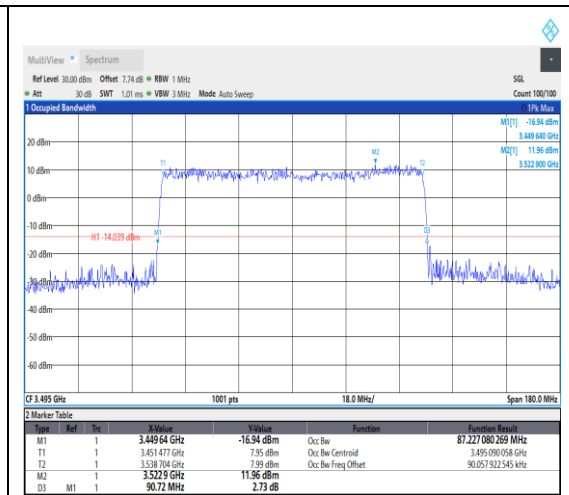 MultiView Spectrum
Ref Level 30.00 dBm Offset 7.74 dB RBW 1 MHz SGL
Att 30 dB SWT 1.01 ms VBW 3 MHz Mode Auto Sweep Count 100/100
1 Occupied Bandwidth 1Pk Max
M1[1] -16.94 dBm
3.449 640 GHz
M2[1] 11.96 dBm
3.522 900 GHz
20 dBm
M2
T1 T2
10 dBm
0 dBm
-10 dBm
D3
M1
H1 -14.039 dBm
-20 dBm
-30 dBm
-40 dBm
-50 dBm
-60 dBm
CF 3.495 GHz 1001 pts 18.0 MHz/ Span 180.0 MHz
2 Marker Table
Type Ref Trc X-Value Y-Value Function Function Result
M1 1 3.449 64 GHz -16.94 dBm Occ Bw 87.227 080 269 MHz
T1 1 3.451 477 GHz 7.95 dBm Occ Bw Centroid 3.495 090 058 GHz
T2 1 3.538 704 GHz 7.99 dBm Occ Bw Freq Offset 90.057 922 545 kHz
M2 1 3.522 9 GHz 11.96 dBm
D3 M1 1 90.72 MHz 2.73 dB